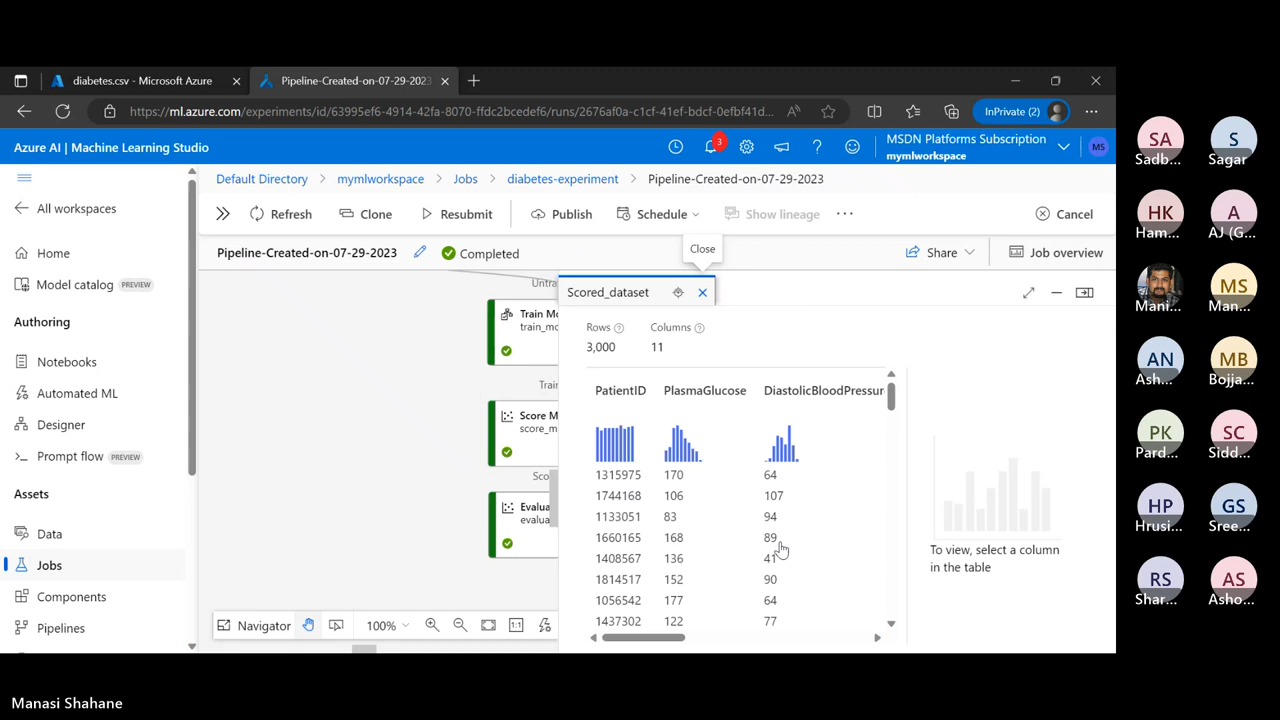 diabetes.csv - Microsoft Azure
Pipeline-Created-on-07-29-2023
https://ml.azure.com/experiments/id/63995ef6-4914-42fa-8070-ffdc2bcedef6/runs/2676af0a-c1cf-41ef-bdcf-0efbf41d...
InPrivate (2)
Azure AI | Machine Learning Studio
3
MSDN Platforms Subscription
mymlworkspace
MS
Default Directory
mymlworkspace
Jobs
diabetes-experiment
Pipeline-Created-on-07-29-2023
All workspaces
Home
Model catalog PREVIEW
Authoring
Notebooks
Automated ML
Designer
Prompt flow PREVIEW
Assets
Data
Jobs
Components
Pipelines
Refresh
Clone
Resubmit
Publish
Schedule
Show lineage
Cancel
Pipeline-Created-on-07-29-2023
Completed
Close
Share
Job overview
Untra
Train Mo
train_mo
Train
Score M
score_m
Sco
Evalua
evalua
Navigator
100%
1:1
Scored_dataset
Rows
Columns
3,000
11
PatientID PlasmaGlucose DiastolicBloodPressur
1315975 170 64
1744168 106 107
1133051 83 94
1660165 168 89
1408567 136 41
1814517 152 90
1056542 177 64
1437302 122 77
To view, select a column
in the table
SA
Sadb...
S
Sagar
HK
Ham...
A
AJ (G...
Mani...
MS
Man...
AN
Ash...
MB
Bojja...
PK
Pard...
SC
Sidd...
HP
Hrusi...
GS
Sree...
RS
Shar...
AS
Asho...
Manasi Shahane